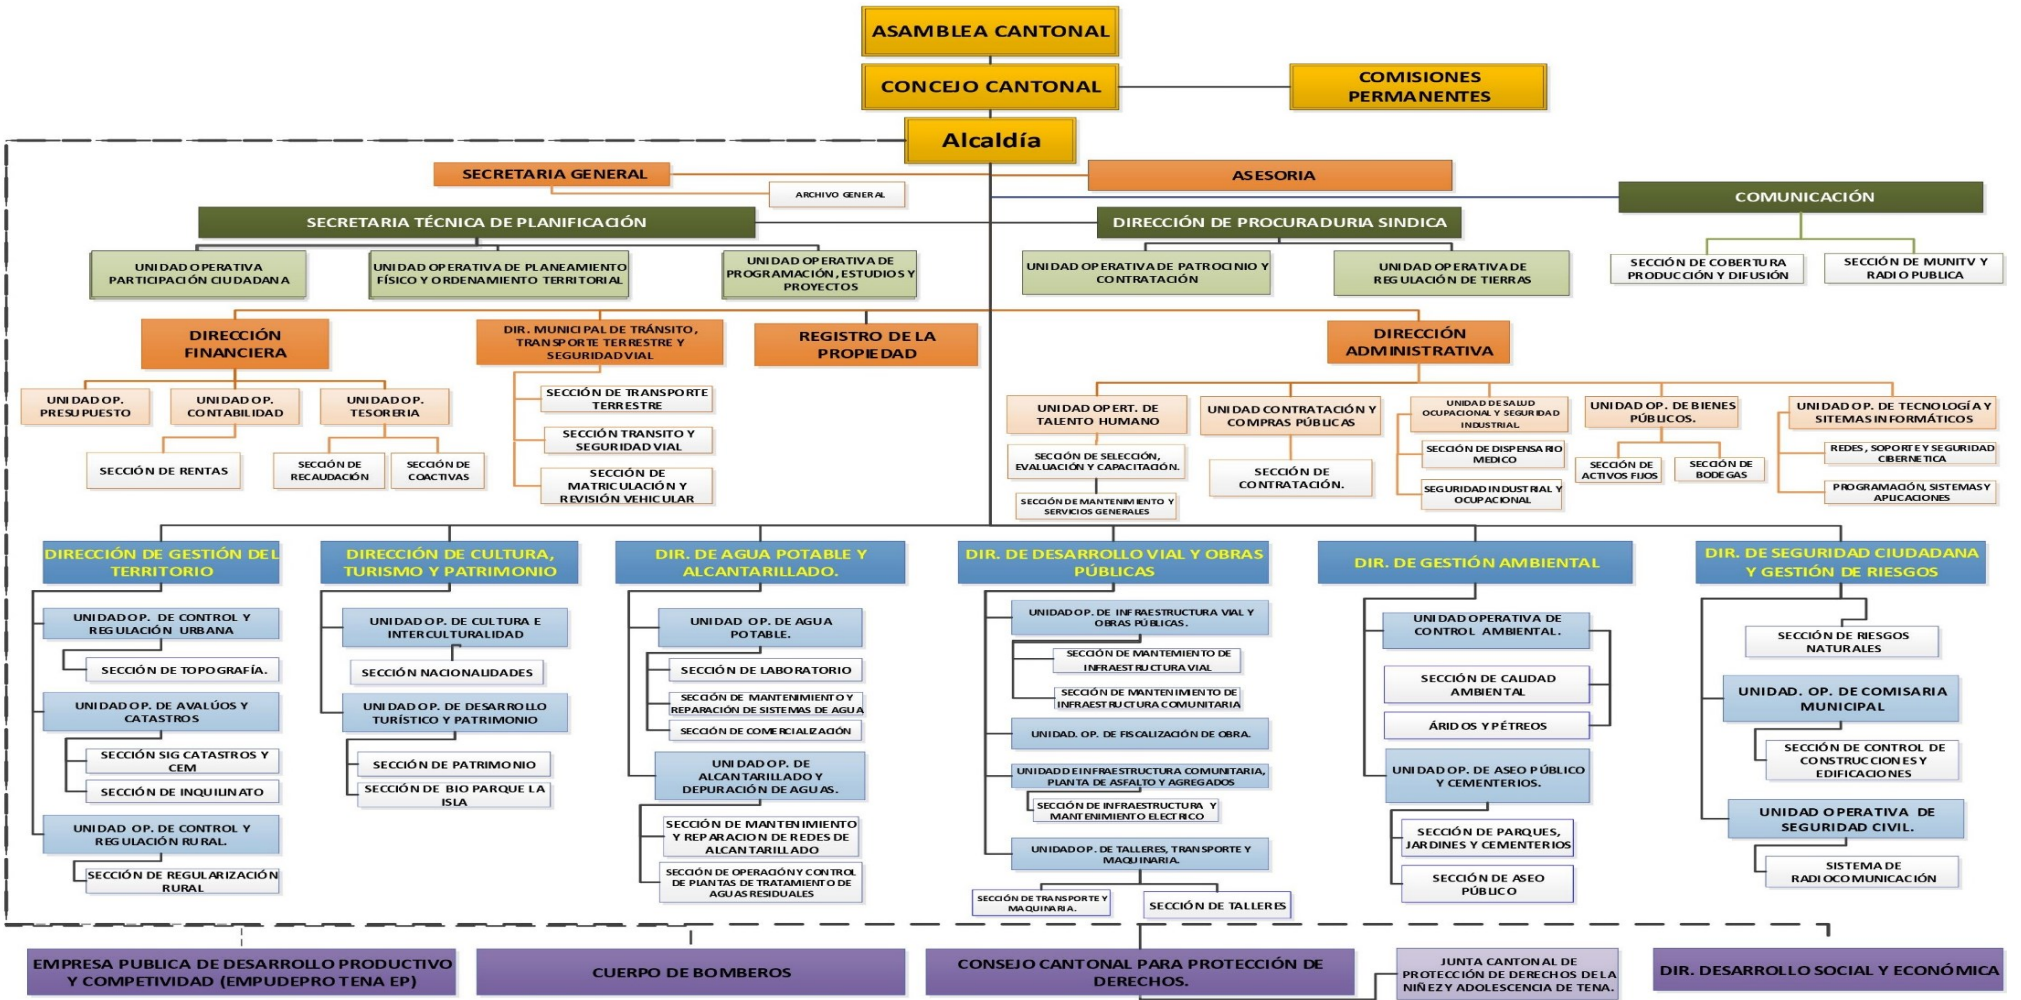 ASAMBLEA CANTONAL
CONCEJO CANTONAL
COMISIONES
PERMANENTES
Alcaldía
SECRETARIA GENERAL
ASESORIA
ARCHIVO GENERAL
COMUNICACIÓN
SECRETARIA TÉCNICA DE PLANIFICACIÓN
DIRECCIÓN DE PROCURADURIA SINDICA
UNIDAD OPERATIVA
PARTICIPACIÓN CIUDADANA
UNIDAD OPERATIVA DE PLANEAMIENTO
FÍSICO Y ORDENAMIENTO TERRITORIAL
UNIDAD OPERATIVA DE
PROGRAMACIÓN, ESTUDIOS Y
PROYECTOS
UNIDAD OPERATIVA DE PATROCINIO Y
CONTRATACIÓN
UNIDAD OPERATIVA DE
REGULACIÓN DE TIERRAS
SECCIÓN DE COBERTURA
PRODUCCIÓN Y DIFUSIÓN
SECCIÓN DE MUNITV Y
RADIO PUBLICA
DIRECCIÓN
FINANCIERA
DIR. MUNICIPAL DE TRÁNSITO,
TRANSPORTE TERRESTRE Y
SEGURIDAD VIAL
REGISTRO DE LA
PROPIEDAD
DIRECCIÓN
ADMINISTRATIVA
UNIDAD OP.
PRESUPUESTO
UNIDAD OP.
CONTABILIDAD
UNIDAD OP.
TESORERIA
SECCIÓN DE RENTAS
SECCIÓN DE
RECAUDACIÓN
SECCIÓN DE
COACTIVAS
SECCIÓN DE TRANSPORTE
TERRESTRE
SECCIÓN TRANSITO Y
SEGURIDAD VIAL
SECCIÓN DE
MATRICULACIÓN Y
REVISIÓN VEHICULAR
UNIDAD OPERT. DE
TALENTO HUMANO
SECCIÓN DE SELECCIÓN,
EVALUACIÓN Y CAPACITACIÓN.
SECCIÓN DE MANTENIMIENTO Y
SERVICIOS GENERALES
UNIDAD CONTRATACIÓN Y
COMPRAS PÚBLICAS
SECCIÓN DE
CONTRATACIÓN.
UNIDAD DE SALUD
OCUPACIONAL Y SEGURIDAD
INDUSTRIAL.
SECCIÓN DE DISPENSARIO
MEDICO
SEGURIDAD INDUSTRIAL Y
OCUPACIONAL
UNIDAD OP. DE BIENES
PÚBLICOS.
SECCIÓN DE
ACTIVOS FIJOS
SECCIÓN DE
BODEGAS
UNIDAD OP. DE TECNOLOGÍA Y
SITEMAS INFORMÁTICOS
REDES, SOPORTE Y SEGURIDAD
CIBERNETICA
PROGRAMACIÓN, SISTEMAS Y
APLICACIONES
DIRECCIÓN DE GESTIÓN DEL
TERRITORIO
UNIDAD OP. DE CONTROL Y
REGULACIÓN URBANA
SECCIÓN DE TOPOGRAFÍA.
UNIDAD OP. DE AVALÚOS Y
CATASTROS
SECCIÓN SIG CATASTROS Y
CEM
SECCIÓN DE INQUILINATO
UNIDAD OP. DE CONTROL Y
REGULACIÓN RURAL.
SECCIÓN DE REGULARIZACIÓN
RURAL
DIRECCIÓN DE CULTURA,
TURISMO Y PATRIMONIO
UNIDAD OP. DE CULTURA E
INTERCULTURALIDAD
SECCIÓN NACIONALIDADES
UNIDAD OP. DE DESARROLLO
TURÍSTICO Y PATRIMONIO
SECCIÓN DE PATRIMONIO
SECCIÓN DE BIO PARQUE LA
ISLA
DIR. DE AGUA POTABLE Y
ALCANTARILLADO.
UNIDAD OP. DE AGUA
POTABLE.
SECCIÓN DE LABORATORIO
SECCIÓN DE MANTENIMIENTO Y
REPARACIÓN DE SISTEMAS DE AGUA
SECCIÓN DE COMERCIALIZACIÓN
UNIDAD OP. DE
ALCANTARILLADO Y
DEPURACIÓN DE AGUAS.
SECCIÓN DE MANTENIMIENTO
Y REPARACION DE REDES DE
ALCANTARILLADO
SECCIÓN DE OPERACIÓN Y CONTROL
DE PLANTAS DE TRATAMIENTO DE
AGUAS RESIDUALES
DIR. DE DESARROLLO VIAL Y OBRAS
PÚBLICAS
UNIDAD OP. DE INFRAESTRUCTURA VIAL Y
OBRAS PÚBLICAS.
SECCIÓN DE MANTEMIENTO DE
INFRAESTRUCTURA VIAL
SECCIÓN DE MANTENIMIENTO DE
INFRAESTRUCTURA COMUNITARIA
UNIDAD. OP. DE FISCALIZACIÓN DE OBRA.
UNIDAD DE INFRAESTRUCTURA COMUNITARIA,
PLANTA DE ASFALTO Y AGREGADOS
SECCIÓN DE INFRAESTRUCTURA Y
MANTENIMIENTO ELECTRICO
UNIDAD OP. DE TALLERES, TRANSPORTE Y
MAQUINARIA.
SECCIÓN DE TRANSPORTE Y
MAQUINARIA.
SECCIÓN DE TALLERES
DIR. DE GESTIÓN AMBIENTAL
UNIDAD OPERATIVA DE
CONTROL AMBIENTAL.
SECCIÓN DE CALIDAD
AMBIENTAL
ÁRIDOS Y PÉTREOS
UNIDAD OP. DE ASEO PÚBLICO
Y CEMENTERIOS.
SECCIÓN DE PARQUES,
JARDINES Y CEMENTERIOS
SECCIÓN DE ASEO
PÚBLICO
DIR. DE SEGURIDAD CIUDADANA
Y GESTIÓN DE RIESGOS
SECCIÓN DE RIESGOS
NATURALES
UNIDAD. OP. DE COMISARIA
MUNICIPAL
SECCIÓN DE CONTROL DE
CONSTRUCCIONES Y
EDIFICACIONES
UNIDAD OPERATIVA DE
SEGURIDAD CIVIL.
SISTEMA DE
RADIOCOMUNICACIÓN
EMPRESA PUBLICA DE DESARROLLO PRODUCTIVO
Y COMPETIVIDAD (EMPUDEPRO TENA EP)
CUERPO DE BOMBEROS
CONSEJO CANTONAL PARA PROTECCIÓN DE
DERECHOS.
JUNTA CANTONAL DE
PROTECCIÓN DE DERECHOS DE LA
NIÑEZ Y ADOLESCENCIA DE TENA.
DIR. DESARROLLO SOCIAL Y ECONÓMICA